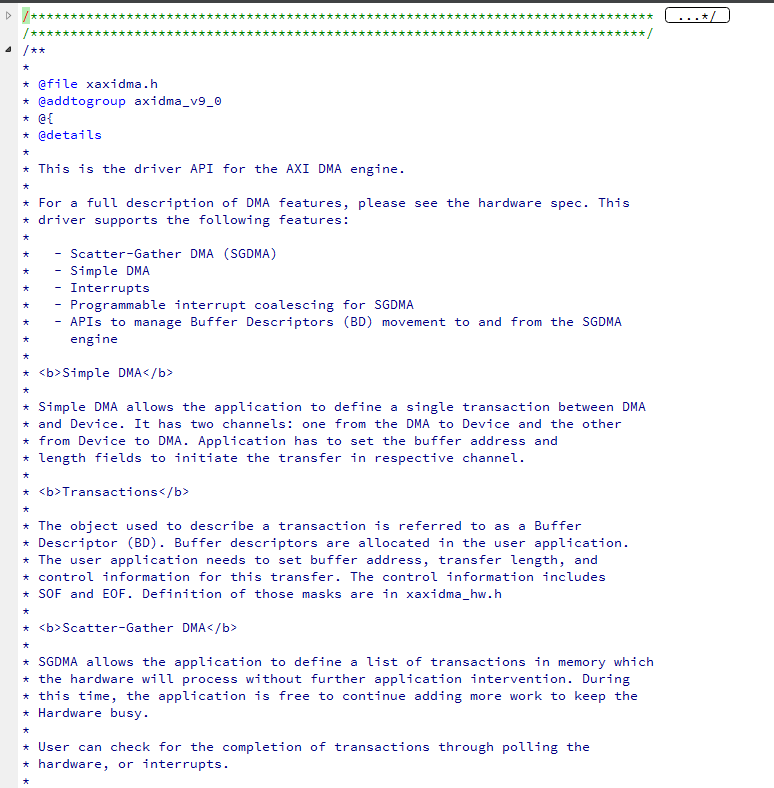 /****************************************************************************** ...*/
/*****************************************************************************/
/**
*
* @file xaxidma.h
* @addtogroup axidma_v9_0
* @{
* @details
*
* This is the driver API for the AXI DMA engine.
*
* For a full description of DMA features, please see the hardware spec. This
* driver supports the following features:
*
*   - Scatter-Gather DMA (SGDMA)
*   - Simple DMA
*   - Interrupts
*   - Programmable interrupt coalescing for SGDMA
*   - APIs to manage Buffer Descriptors (BD) movement to and from the SGDMA
*     engine
*
* <b>Simple DMA</b>
*
* Simple DMA allows the application to define a single transaction between DMA
* and Device. It has two channels: one from the DMA to Device and the other
* from Device to DMA. Application has to set the buffer address and
* length fields to initiate the transfer in respective channel.
*
* <b>Transactions</b>
*
* The object used to describe a transaction is referred to as a Buffer
* Descriptor (BD). Buffer descriptors are allocated in the user application.
* The user application needs to set buffer address, transfer length, and
* control information for this transfer. The control information includes
* SOF and EOF. Definition of those masks are in xaxidma_hw.h
*
* <b>Scatter-Gather DMA</b>
*
* SGDMA allows the application to define a list of transactions in memory which
* the hardware will process without further application intervention. During
* this time, the application is free to continue adding more work to keep the
* Hardware busy.
*
* User can check for the completion of transactions through polling the
* hardware, or interrupts.
*